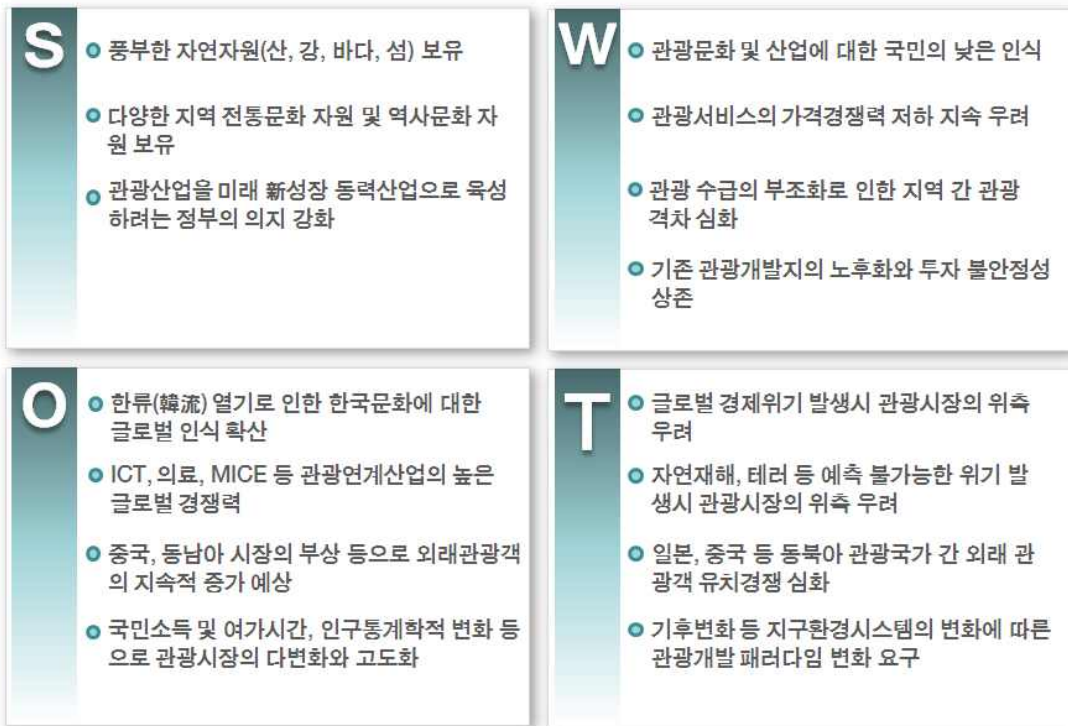 S
풍부한 자연자원(산, 강, 바다, 섬) 보유
다양한 지역 전통문화 자원 및 역사문화 자
원 보유
관광산업을 미래 新성장 동력산업으로 육성
하려는 정부의 의지 강화
W
관광문화 및 산업에 대한 국민의 낮은 인식
관광서비스의 가격경쟁력 저하 지속 우려
관광 수급의 부조화로 인한 지역 간 관광
격차 심화
기존 관광개발지의 노후화와 투자 불안정성
상존
O
한류(韓流) 열기로 인한 한국문화에 대한
글로벌 인식 확산
ICT, 의료, MICE 등 관광연계산업의 높은
글로벌 경쟁력
중국, 동남아 시장의 부상 등으로 외래관광객
의 지속적 증가 예상
국민소득 및 여가시간, 인구통계학적 변화 등
으로 관광시장의 다변화와 고도화
T
글로벌 경제위기 발생시 관광시장의 위축
우려
자연재해, 테러 등 예측 불가능한 위기 발
생시 관광시장의 위축 우려
일본, 중국 등 동북아 관광국가 간 외래 관
광객 유치경쟁 심화
기후변화 등 지구환경시스템의 변화에 따른
관광개발 패러다임 변화 요구